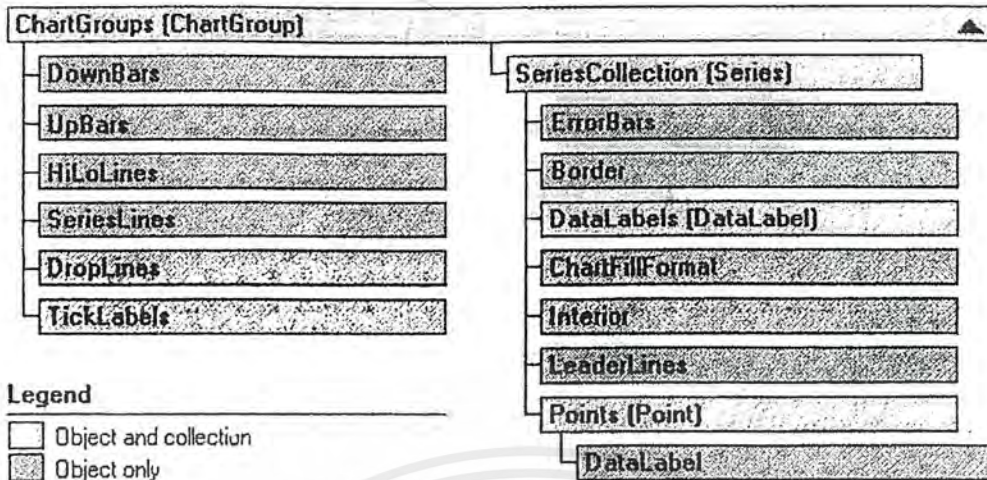 ChartGroups (ChartGroup)
DownBars
UpBars
HiLoLines
SeriesLines
DropLines
TickLabels
SeriesCollection (Series)
ErrorBars
Border
DataLabels (DataLabel)
ChartFillFormat
Interior
LeaderLines
Points (Point)
DataLabel
Legend
Object and collection
Object only